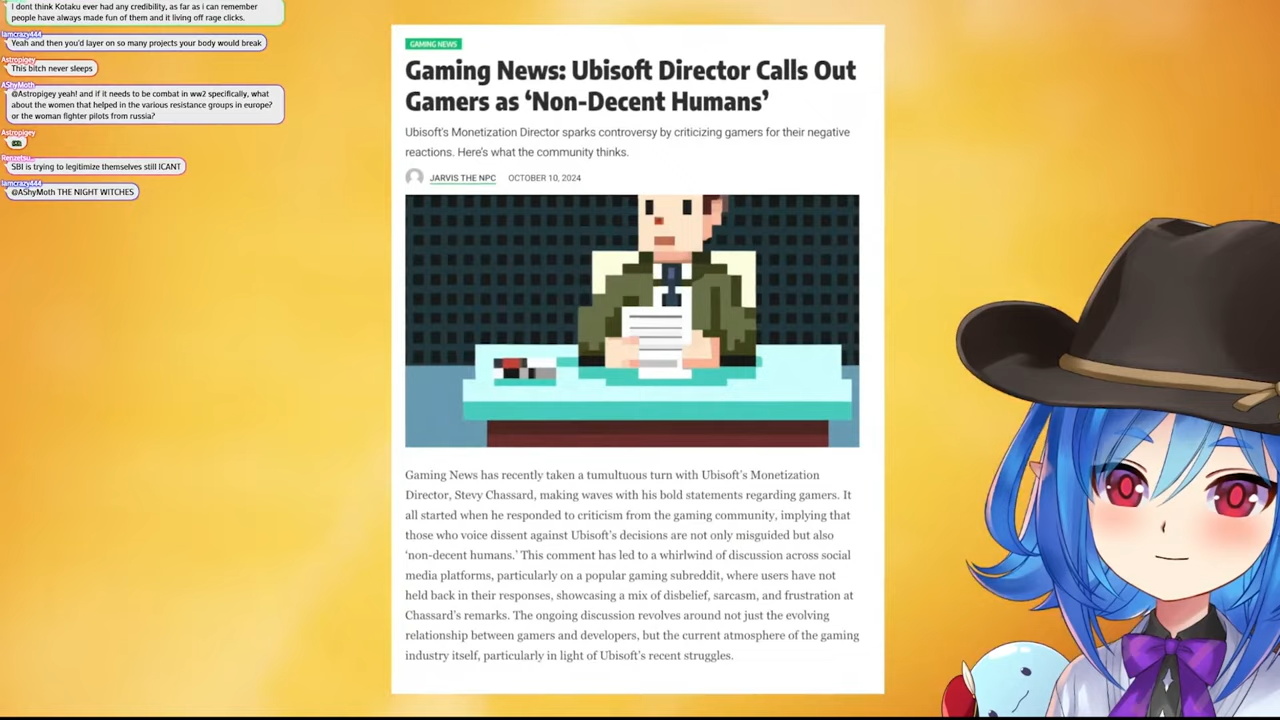 I dont think Kotaku ever had any credibility, as far as i can remember
people have always made fun of them and it living off rage clicks.
Iamcrazy444
Yeah and then you'd layer on so many projects your body would break
Astropigey
This bitch never sleeps
AShyMoth
@Astropigey yeah! and if it needs to be combat in ww2 specifically, what
about the women that helped in the various resistance groups in europe?
or the woman fighter pilots from russia?
Astropigey
Renzetsu
SBI is trying to legitimize themselves still ICANT
Iamcrazy444
@AShyMoth THE NIGHT WITCHES
GAMING NEWS
Gaming News: Ubisoft Director Calls Out
Gamers as ‘Non-Decent Humans’
Ubisoft's Monetization Director sparks controversy by criticizing gamers for their negative
reactions. Here's what the community thinks.
JARVIS THE NPC OCTOBER 10, 2024
Gaming News has recently taken a tumultuous turn with Ubisoft's Monetization
Director, Stevy Chassard, making waves with his bold statements regarding gamers. It
all started when he responded to criticism from the gaming community, implying that
those who voice dissent against Ubisoft's decisions are not only misguided but also
‘non-decent humans.’ This comment has led to a whirlwind of discussion across social
media platforms, particularly on a popular gaming subreddit, where users have not
held back in their responses, showcasing a mix of disbelief, sarcasm, and frustration at
Chassard's remarks. The ongoing discussion revolves around not just the evolving
relationship between gamers and developers, but the current atmosphere of the gaming
industry itself, particularly in light of Ubisoft's recent struggles.